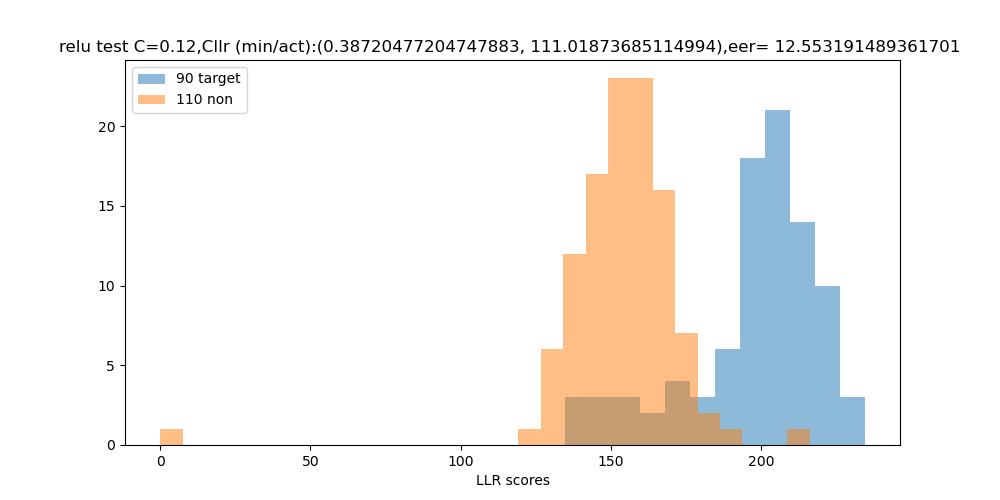 relu test C=0.12,Cllr (min/act):(0.38720477204747883, 111.01873685114994),eer= 12.553191489361701
90 target
110 non
20
15
10
5
0
0 50 100 150 200
LLR scores